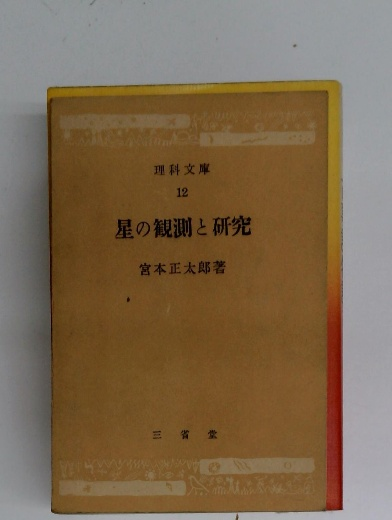 理科文庫
12
星の観測と研究
宮本正太郎著
三省堂